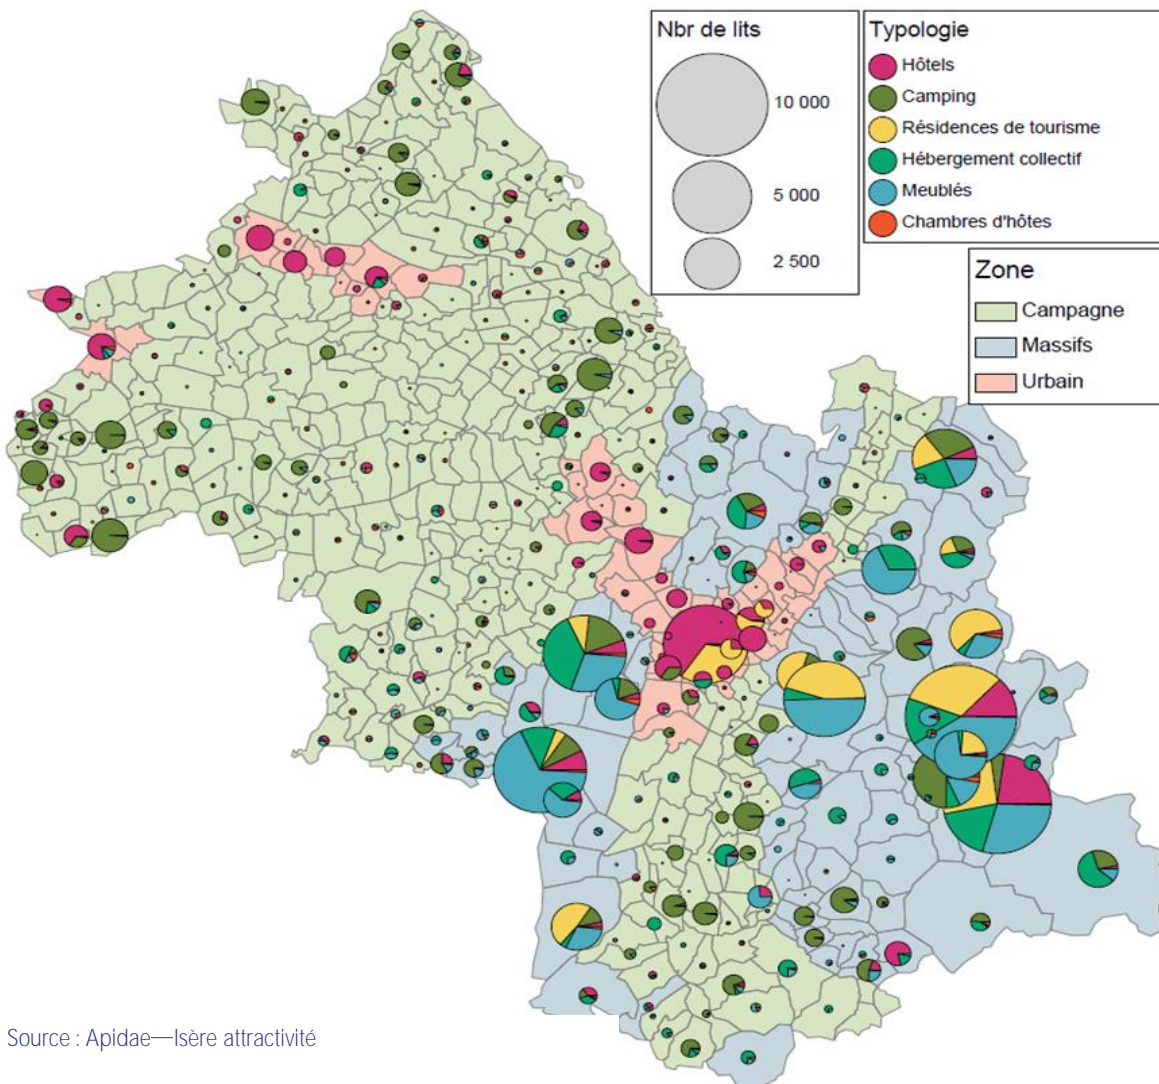 Nbr de lits
10 000
5 000
2 500
Typologie
Hôtels
Camping
Résidences de tourisme
Hébergement collectif
Meublés
Chambres d'hôtes
Zone
Campagne
Massifs
Urbain
Source : Apidae—Isère attractivité